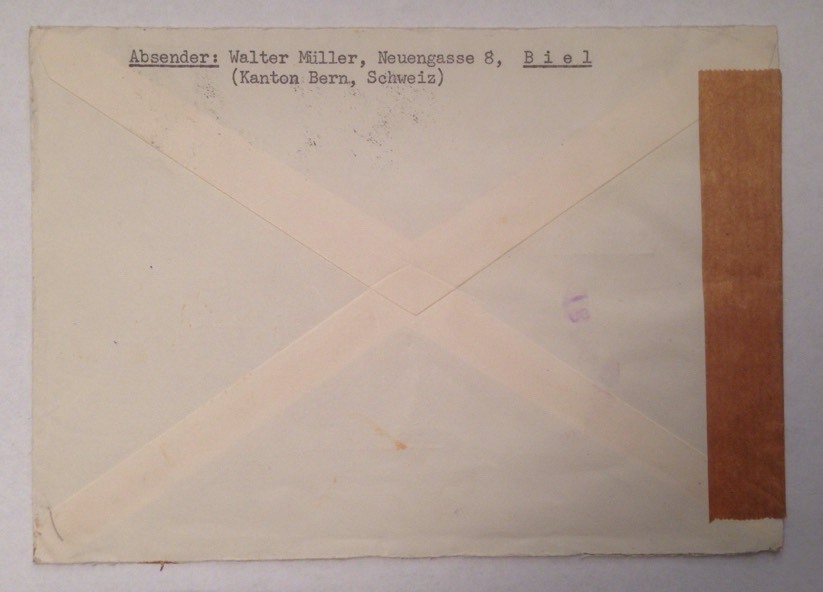 Absender: Walter Müller, Neuengasse 8, B i e l
(Kanton Bern, Schweiz)